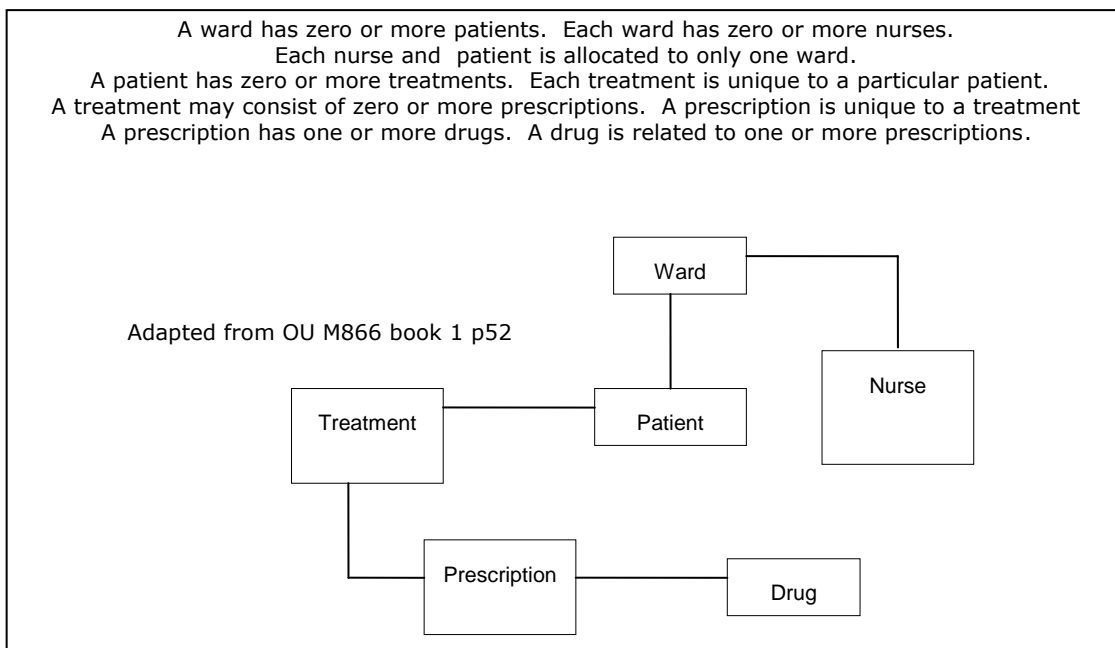 A ward has zero or more patients.  Each ward has zero or more nurses.
Each nurse and  patient is allocated to only one ward.
A patient has zero or more treatments.  Each treatment is unique to a particular patient.
A treatment may consist of zero or more prescriptions.  A prescription is unique to a treatment
A prescription has one or more drugs.  A drug is related to one or more prescriptions.
Ward
Adapted from OU M866 book 1 p52
Nurse
Treatment
Patient
Prescription
Drug